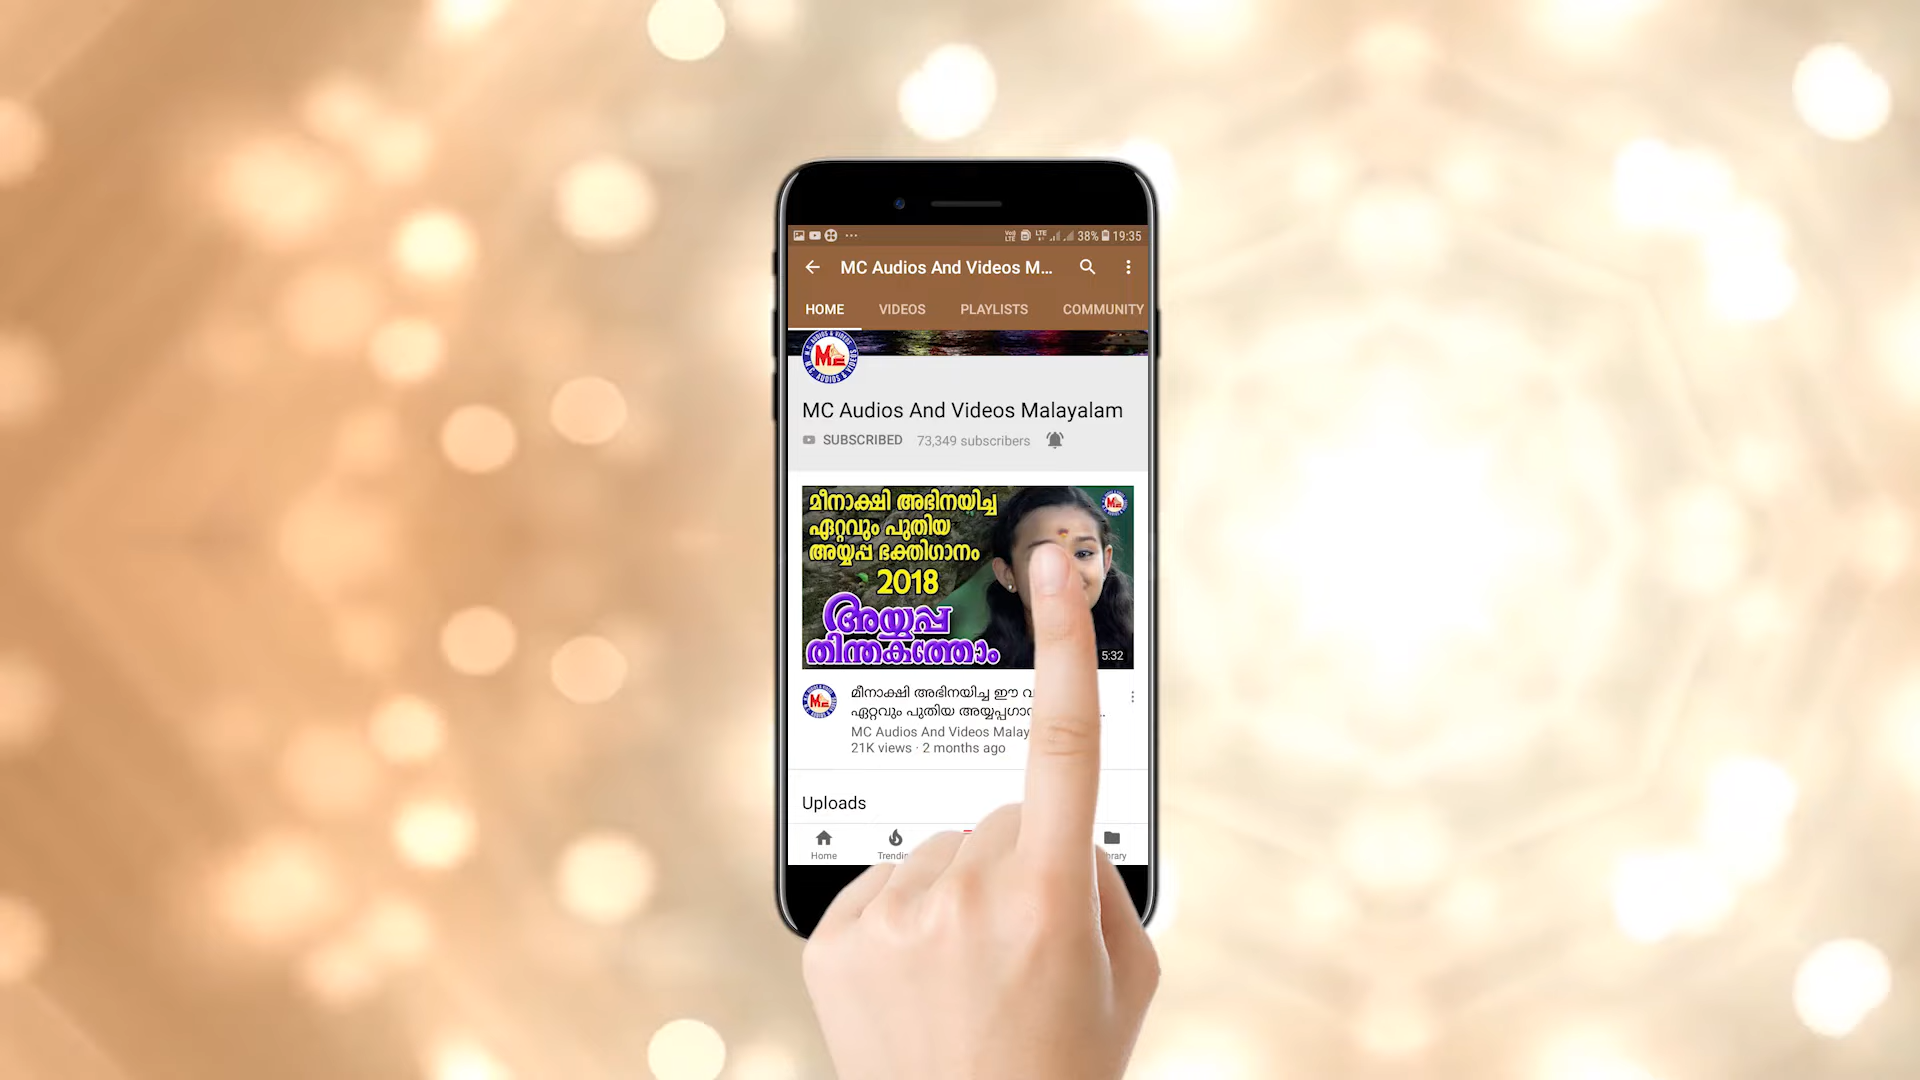 38% 19:35
MC Audios And Videos M...
HOME VIDEOS PLAYLISTS COMMUNITY
MC Audios And Videos Malayalam
SUBSCRIBED 73,349 subscribers
മീനാക്ഷി അഭിനയിച്ച
ഏറ്റവും പുതിയ
അയ്യപ്പ ഭക്തിഗാനം
2018
അയ്യപ്പ
തിന്തകത്തോം
5:32
മീനാക്ഷി അഭിനയിച്ച ഈ
ഏറ്റവും പുതിയ
MC Audios And Videos
21K views · 2 months ago
Uploads
Home